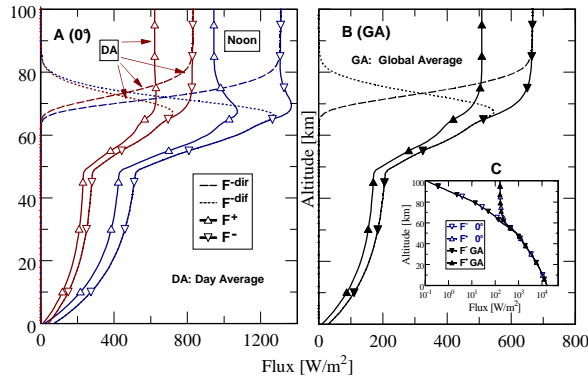 A (0°)
Noon
DA
F-dir
F-dif
F+
F-
DA: Day Average
100
80
60
40
20
0
0 400 800 1200
B (GA)
GA: Global Average
Altitude [km]
0 200 400 600 800
Flux [W/m2]
C
100
80
60
40
20
0
Altitude [km]
F- 0°
F+ 0°
F- GA
F+ GA
10-1 100 101 102 103 104
Flux [W/m2]